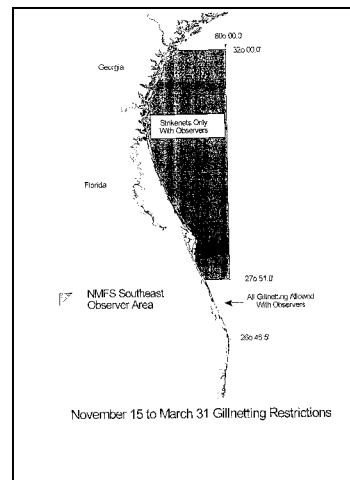 80o 00.0'
32o 00.0'
Georgia
Strikenets Only
With Observers
Florida
27o 51.0'
NMFS Southeast
Observer Area
All Gillnetting Allowed
With Observers
26o 46.5'
November 15 to March 31 Gillnetting Restrictions